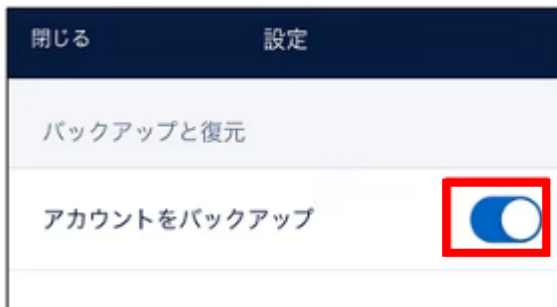 閉じる 設定
バックアップと復元
アカウントをバックアップ